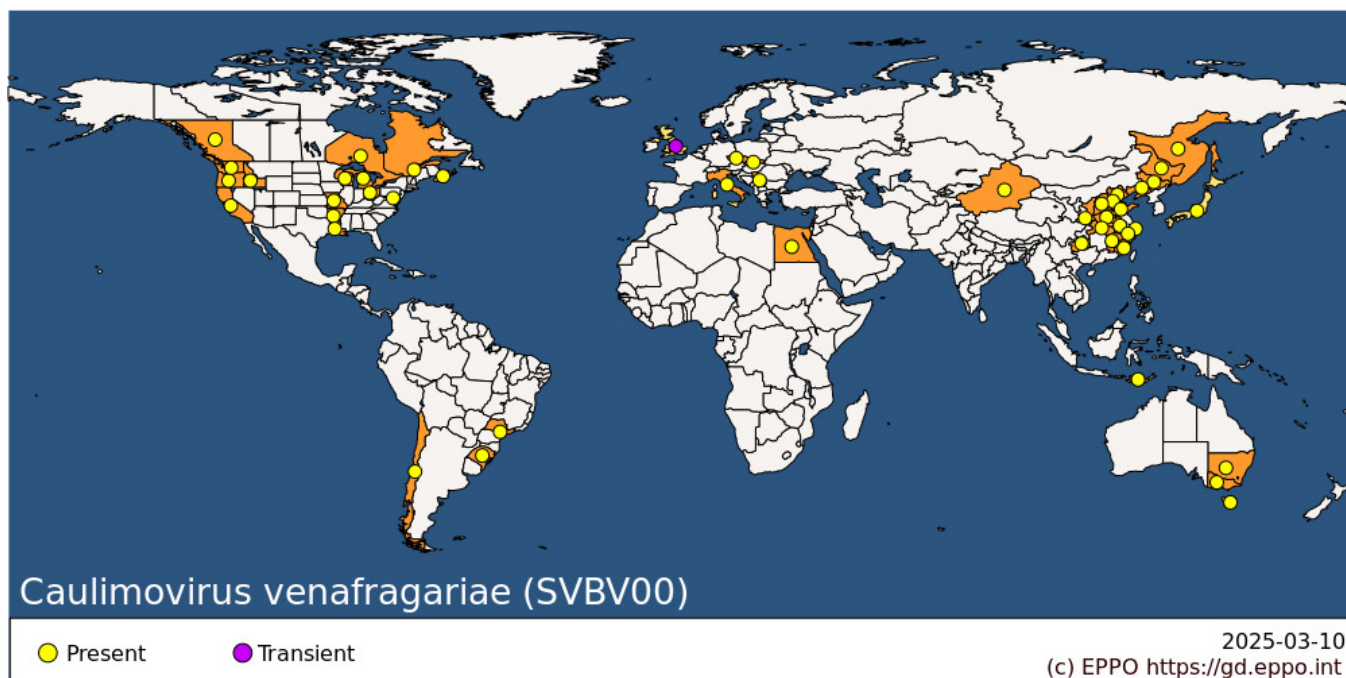 Caulimovirus venafragariae (SVBV00)
Present
Transient
2025-03-10
(c) EPPO https://gd.eppo.int